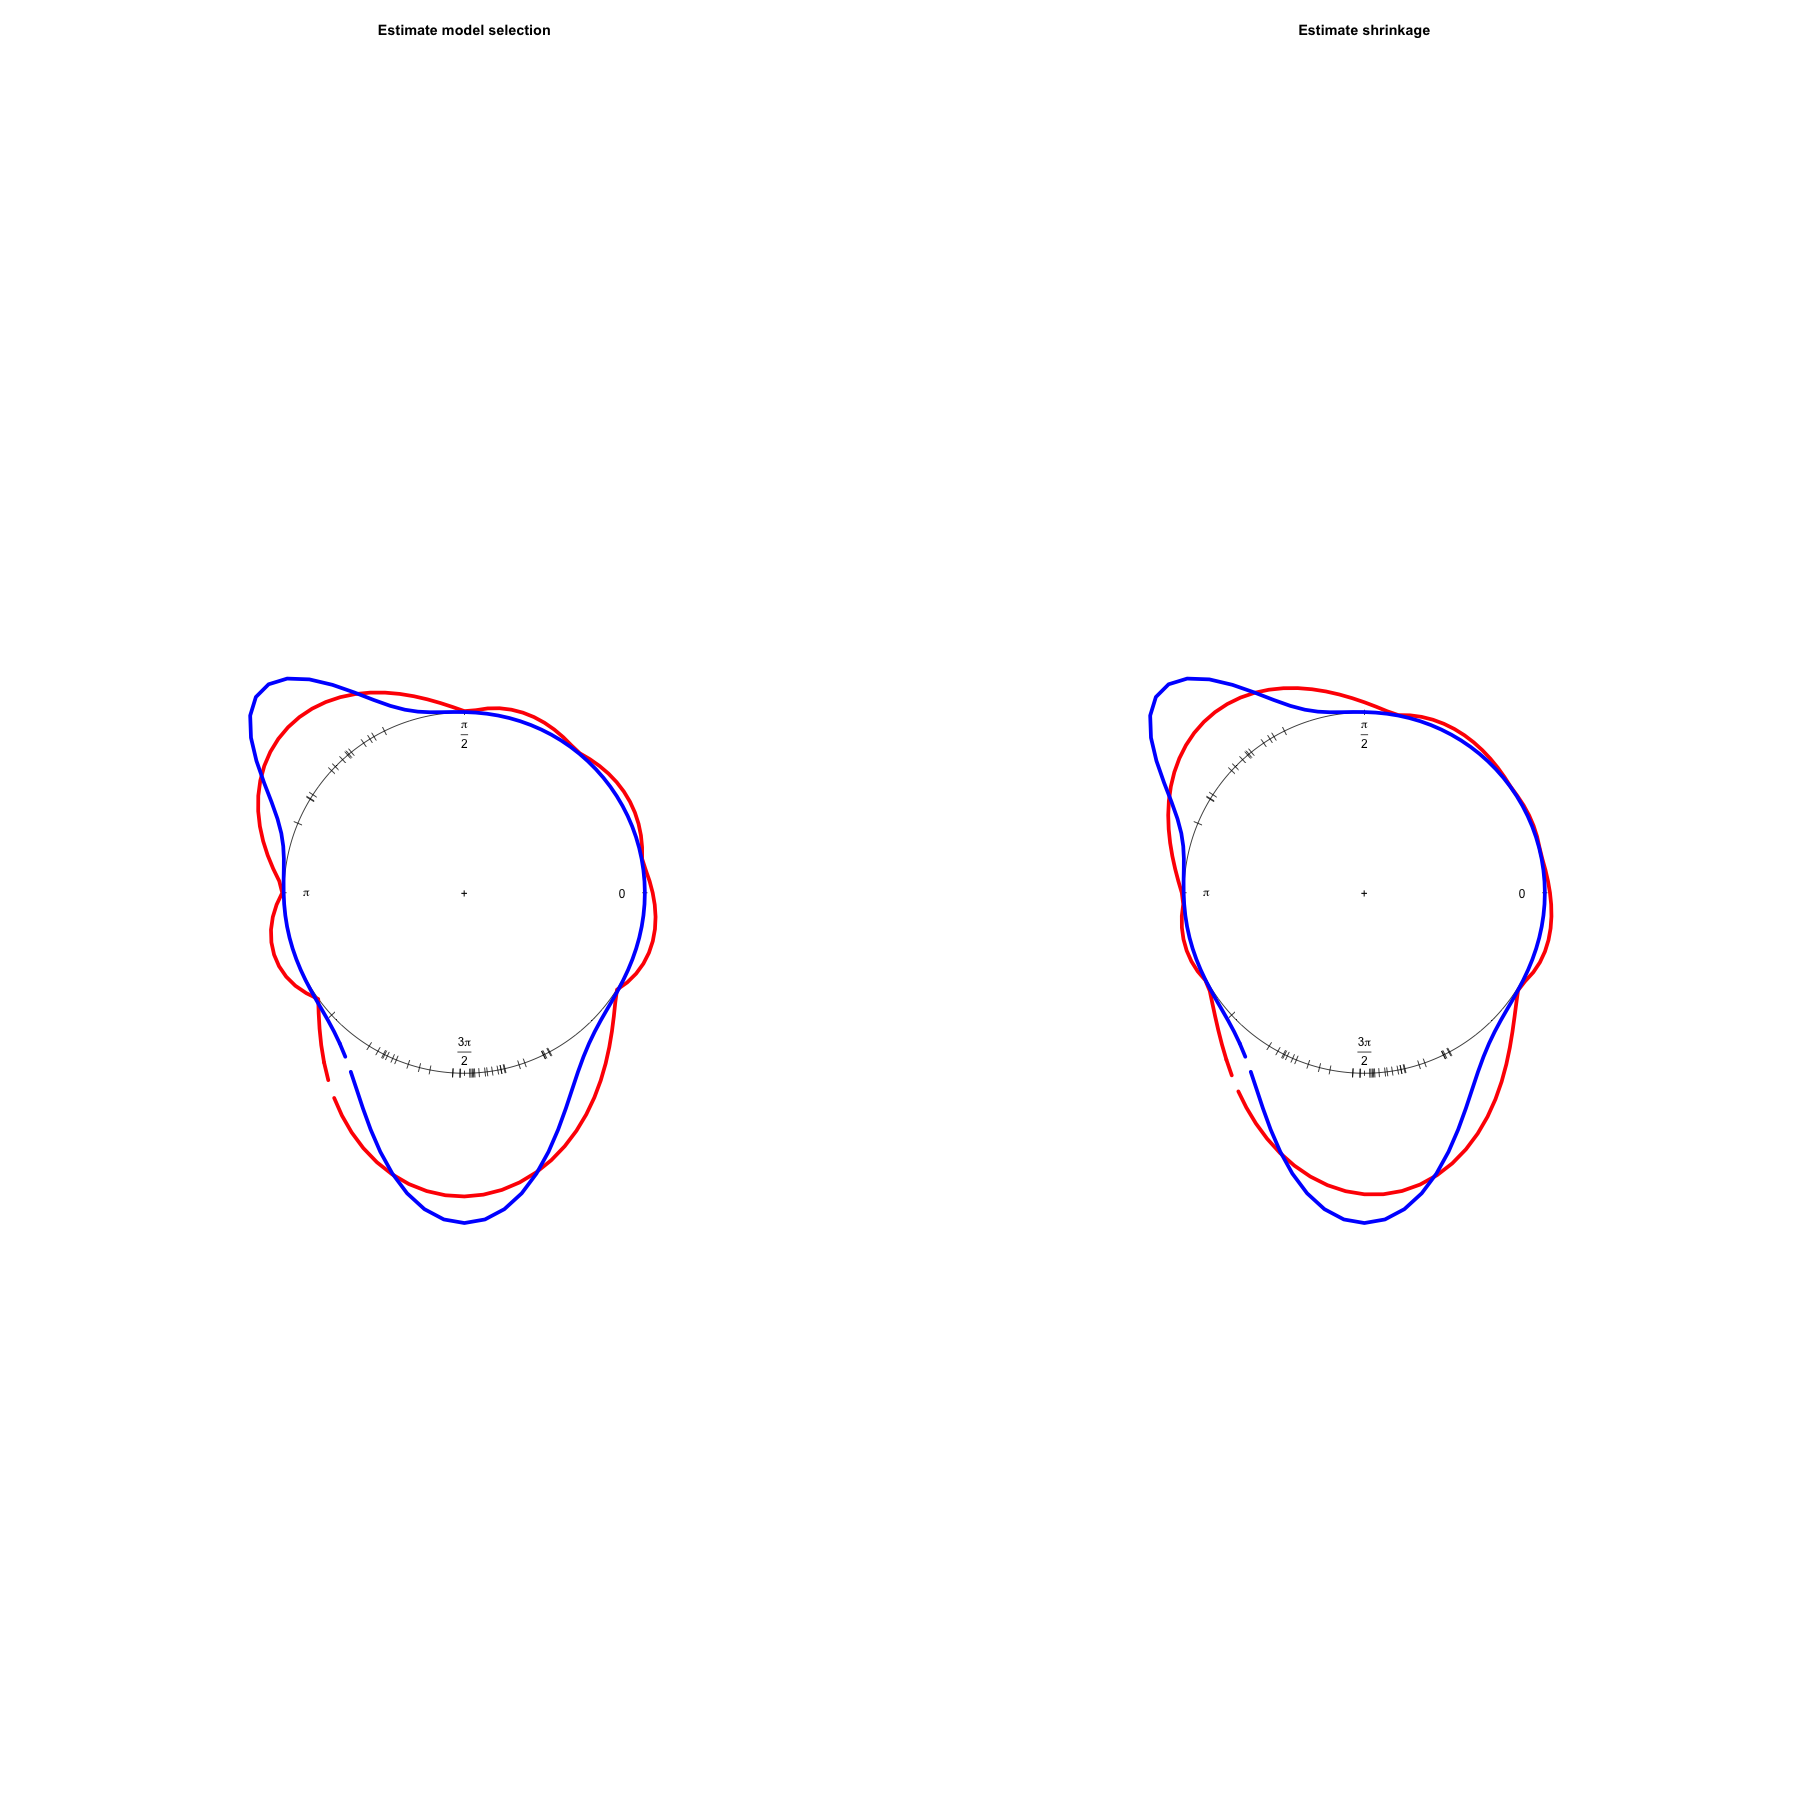 Estimate model selection
Estimate shrinkage
π
2
π
+
0
3π
2
π
2
π
+
0
3π
2